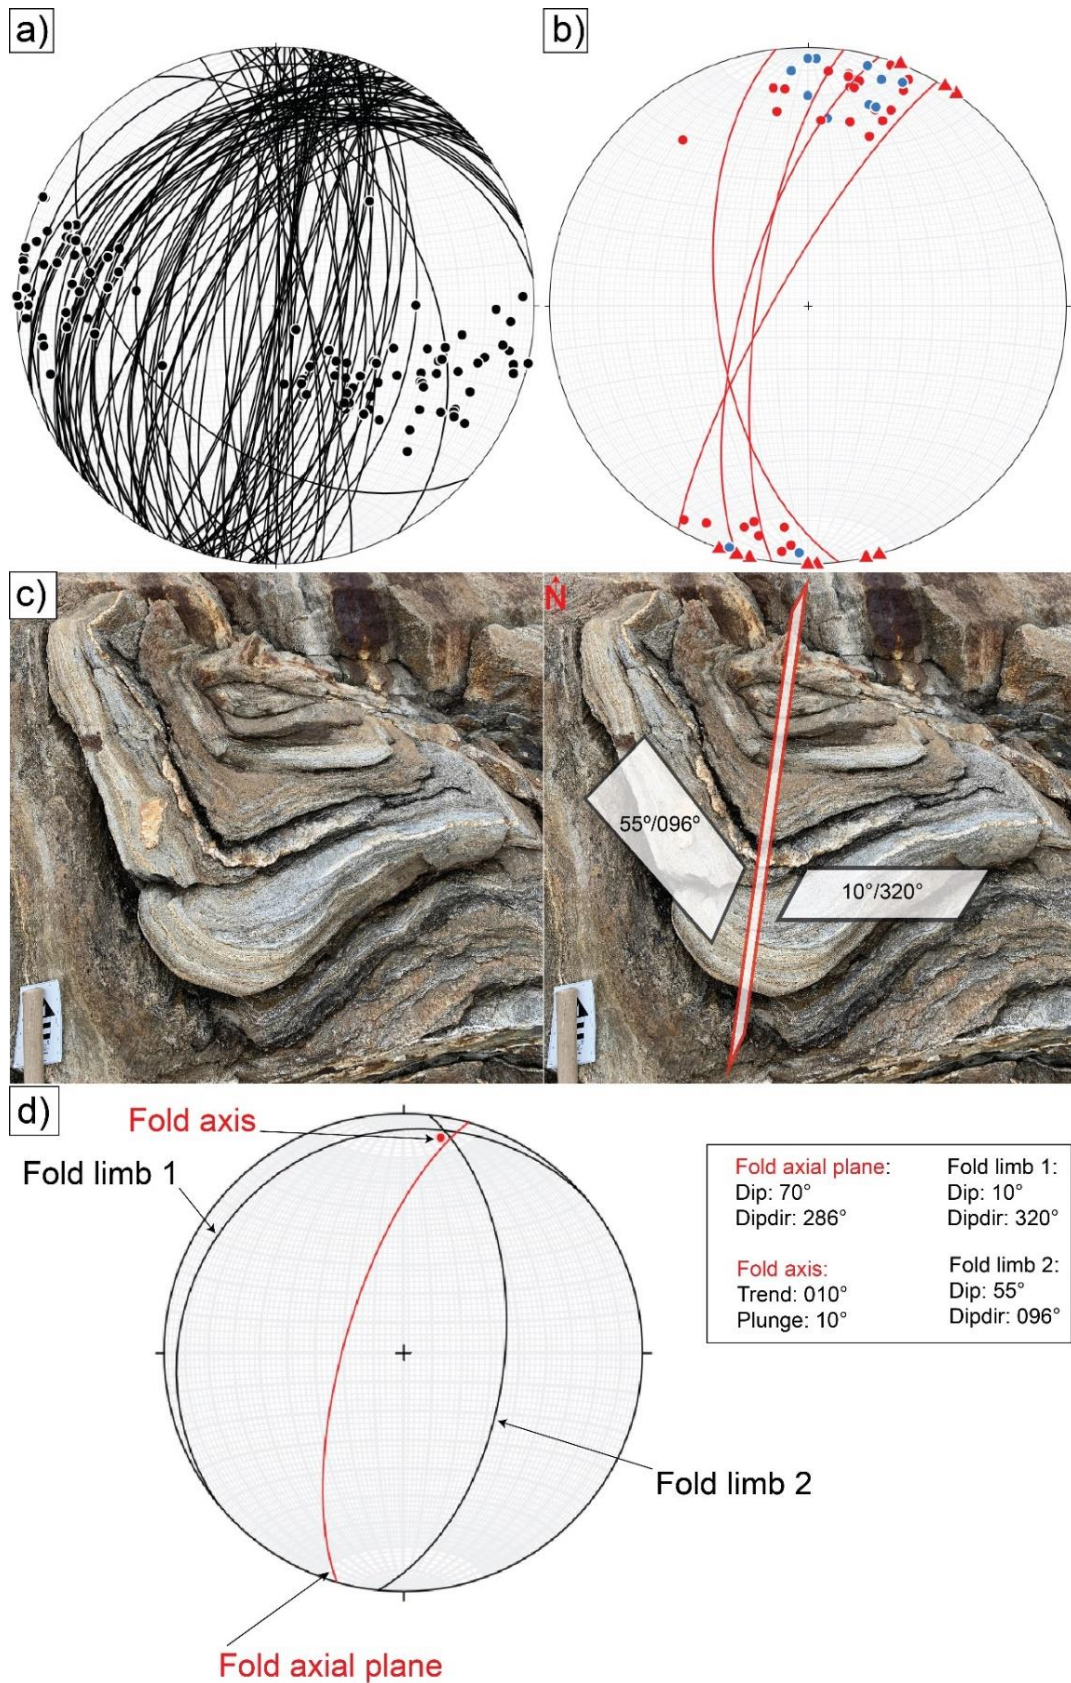 a)
b)
c)
N
55º/096º
10°/320°
d)
Fold axis
Fold limb 1
Fold limb 2
Fold axial plane
Fold axial plane:
Dip: 70°
Dipdir: 286°
Fold axis:
Trend: 010°
Plunge: 10°
Fold limb 1:
Dip: 10°
Dipdir: 320°
Fold limb 2:
Dip: 55°
Dipdir: 096°